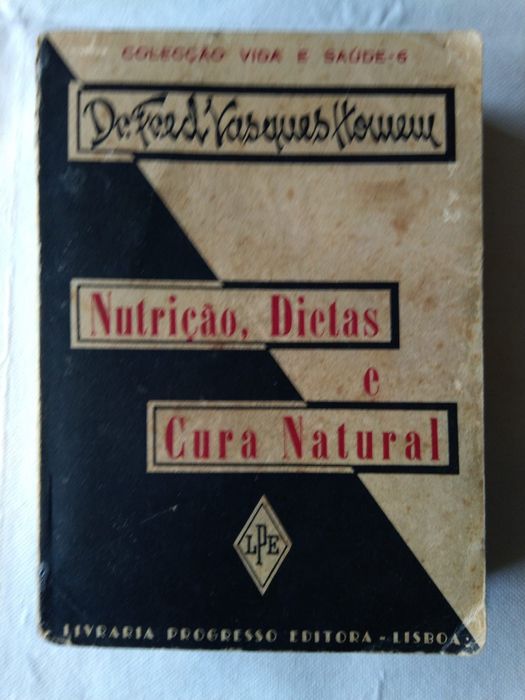 COLECÇÃO VIDA E SAÚDE-6
Dr. Fred' Vasques Homem
Nutrição, Dietas
e
Cura Natural
LPE
LIVRARIA PROGRESSO EDITORA - LISBOA